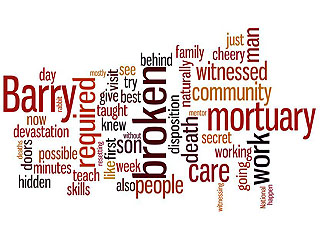 behind
just
man
day
mostly
see
family
cheery
visit
try
naturally
witnessed
Barry
rabbit
give
best
community
taught
required
knew
broken
disposition
mortuary
now
devastation
son
death
mentor
secret
work
deaths
doors
possible
like
first
without
resetting
working
minutes
week
care
going
hidden
teach
skills
also
people
witnessing
National
happen